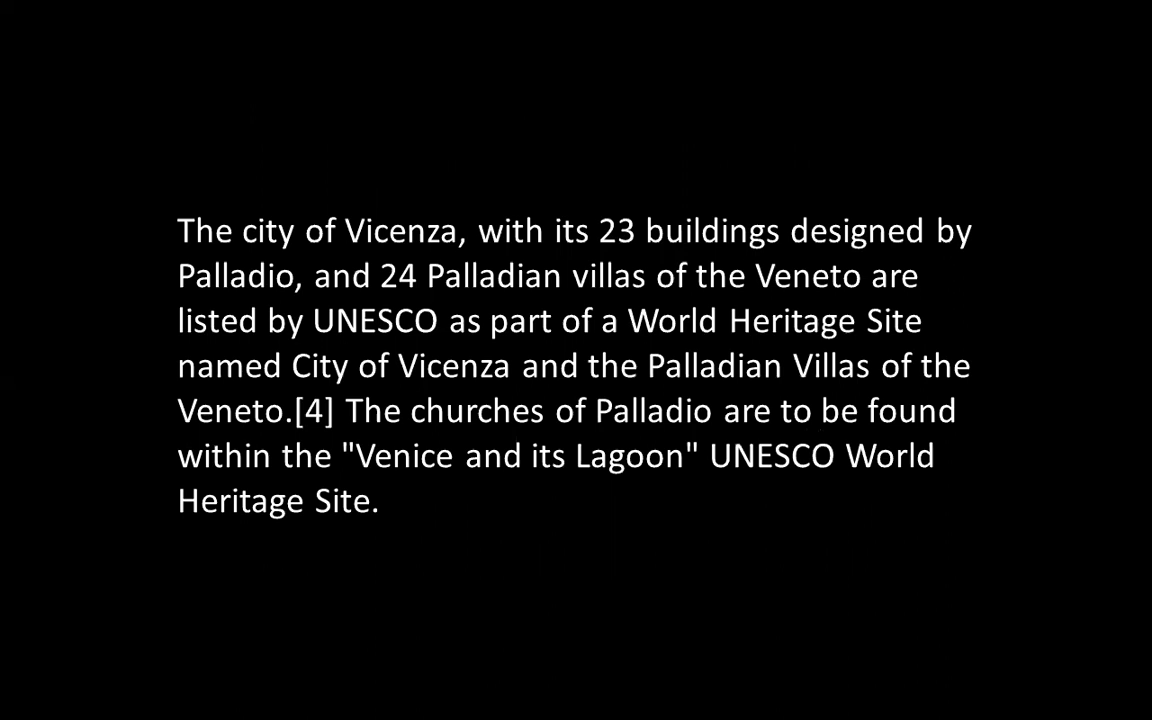 The city of Vicenza, with its 23 buildings designed by
Palladio, and 24 Palladian villas of the Veneto are
listed by UNESCO as part of a World Heritage Site
named City of Vicenza and the Palladian Villas of the
Veneto.[4] The churches of Palladio are to be found
within the "Venice and its Lagoon" UNESCO World
Heritage Site.